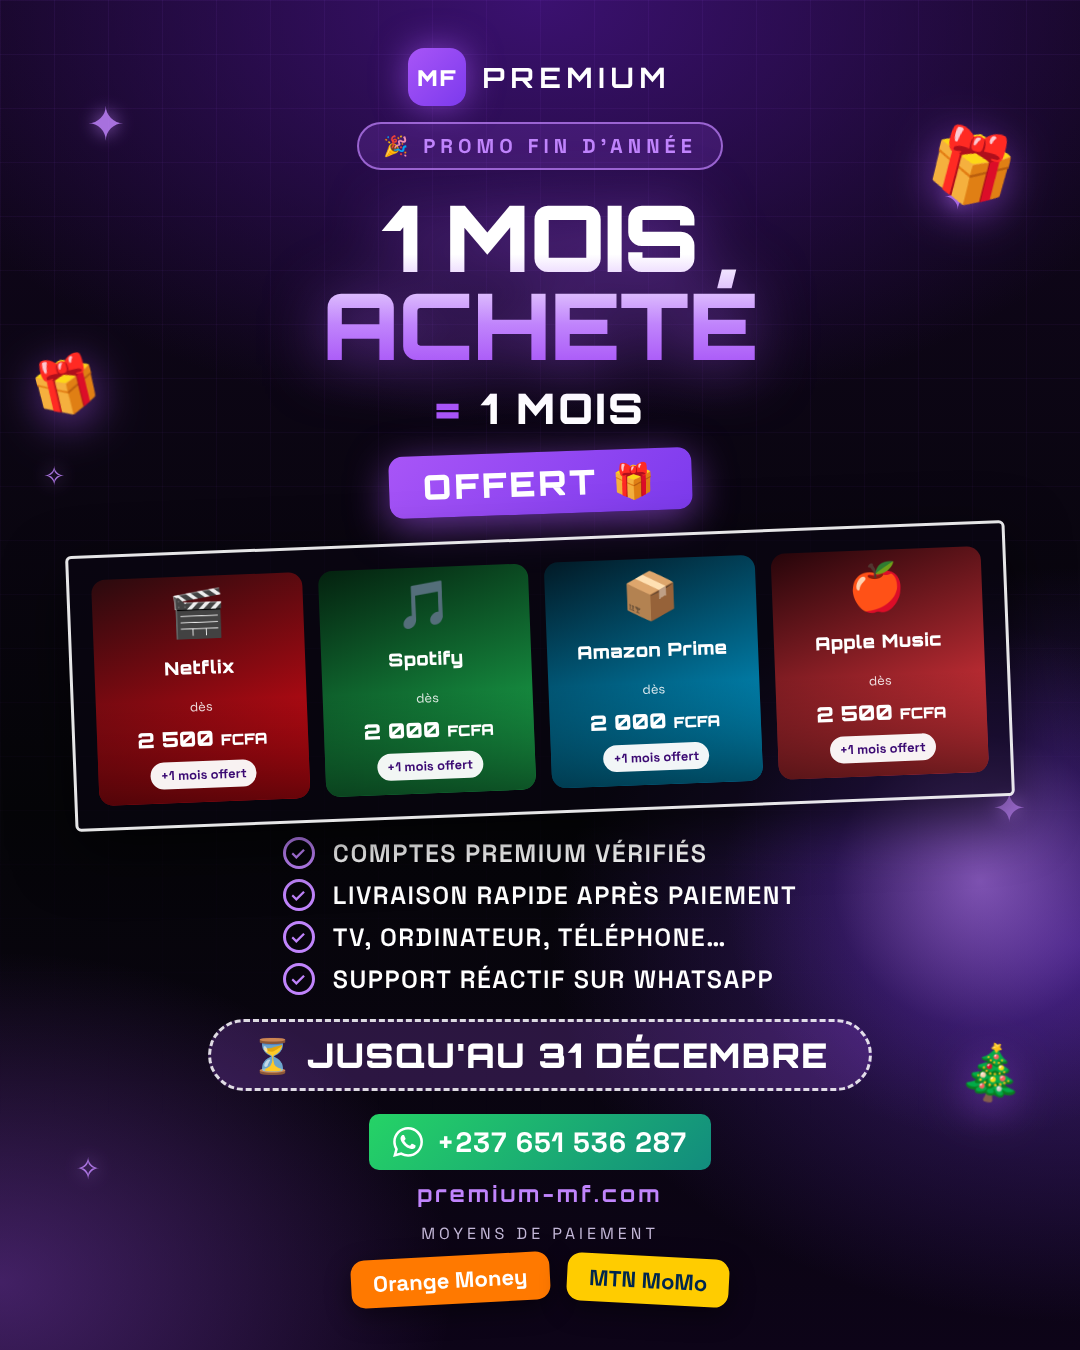 MF PREMIUM
PROMO FIN D'ANNÉE
1 MOIS
ACHETÉ
= 1 MOIS
OFFERT
Netflix
dès
2 500 FCFA
+1 mois offert
Spotify
dès
2 000 FCFA
+1 mois offert
Amazon Prime
dès
2 000 FCFA
+1 mois offert
Apple Music
dès
2 500 FCFA
+1 mois offert
COMPTES PREMIUM VÉRIFIÉS
LIVRAISON RAPIDE APRÈS PAIEMENT
TV, ORDINATEUR, TÉLÉPHONE…
SUPPORT RÉACTIF SUR WHATSAPP
JUSQU'AU 31 DÉCEMBRE
+237 651 536 287
premium-mf.com
MOYENS DE PAIEMENT
Orange Money
MTN MoMo